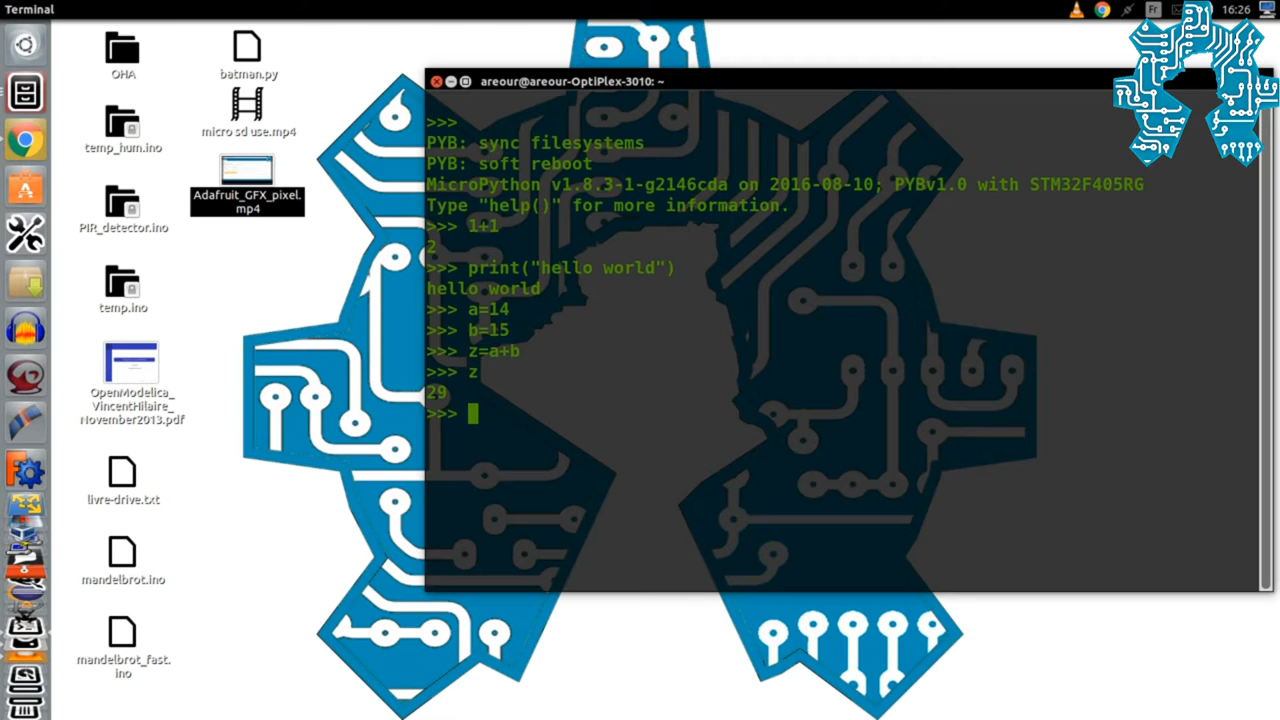 Terminal
Fr
16:26
OHA
batman.py
temp_hum.ino
micro sd use.mp4
PIR_detector.ino
Adafruit_GFX_pixel.
mp4
temp.ino
OpenModelica_
VincentHilaire_
November2013.pdf
livre-drive.txt
mandelbrot.ino
mandelbrot_fast.
ino
areour@areour-OptiPlex-3010: ~
>>>
PYB: sync filesystems
PYB: soft reboot
MicroPython v1.8.3-1-g2146cda on 2016-08-10; PYBv1.0 with STM32F405RG
Type "help()" for more information.
>>> 1+1
2
>>> print("hello world")
hello world
>>> a=14
>>> b=15
>>> z=a+b
>>> z
29
>>>